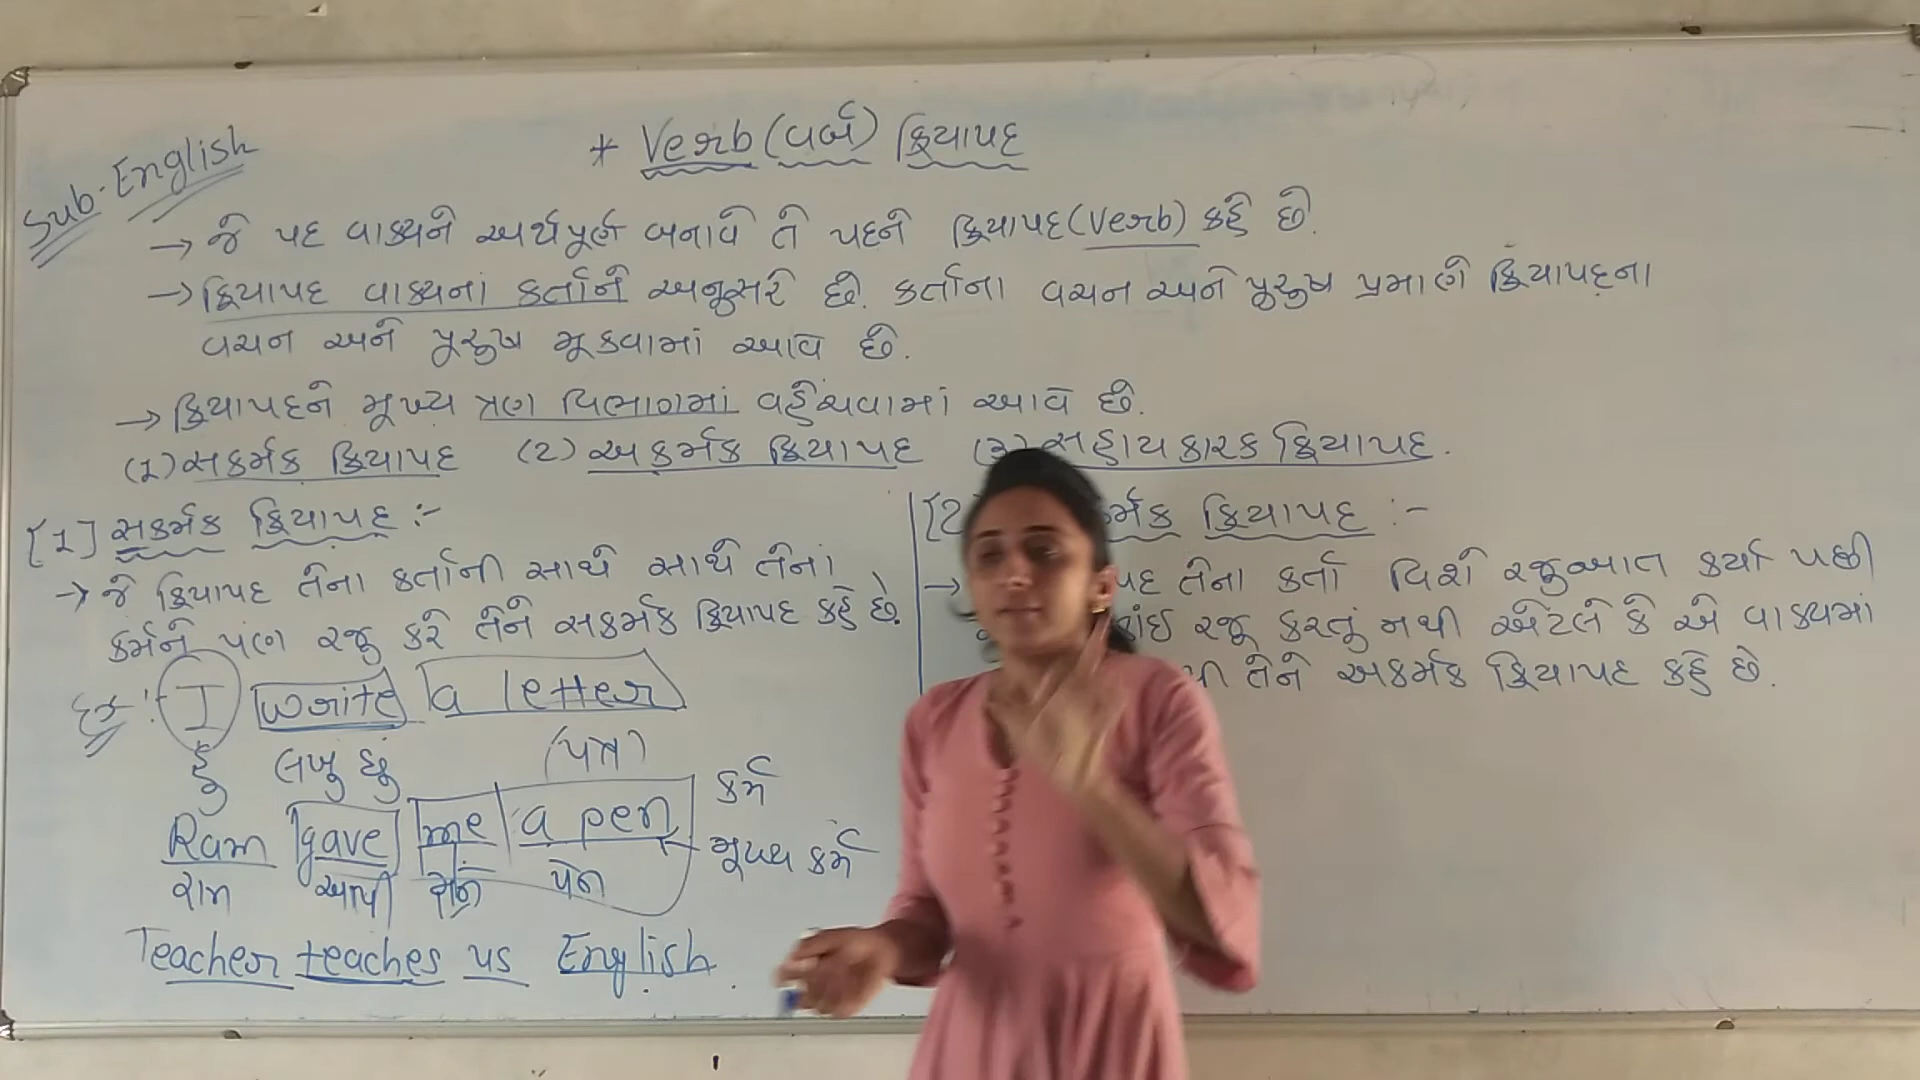 Sub. English
* Verb (વર્બ) ક્રિયાપદ
→ જે પદ વાક્યને અર્થપૂર્ણ બનાવે તે પદને ક્રિયાપદ (Verb) કહે છે.
→ ક્રિયાપદ વાક્યનાં કર્તાને અનુસરે છે. કર્તાના વચન અને પુરુષ પ્રમાણે ક્રિયાપદના
વચન અને પુરુષ મૂકવામાં આવે છે.
→ ક્રિયાપદને મુખ્ય ત્રણ વિભાગમાં વહેંચવામાં આવે છે.
(૧) સકર્મક ક્રિયાપદ (૨) અકર્મક ક્રિયાપદ (૩) સહાયકારક ક્રિયાપદ.
[1] સકર્મક ક્રિયાપદ :-
→ જે ક્રિયાપદ તેના કર્તાની સાથે સાથે તેનાં
કર્મને પણ રજુ કરે તેને સકર્મક ક્રિયાપદ કહે છે.
Ex :- I write a letter
હું લખુ છું (પત્ર)
કર્મ
Ram gave me a pen
મુખ્ય કર્મ
રામ આપી મને પેન
Teacher teaches us English.
[2] ર્મક ક્રિયાપદ :-
→ પદ તેના કર્તા વિશે રજુઆત કર્યા પછી
કાંઇ રજૂ કરતું નથી એટલે કે એ વાક્યમાં
તેને અકર્મક ક્રિયાપદ કહે છે.